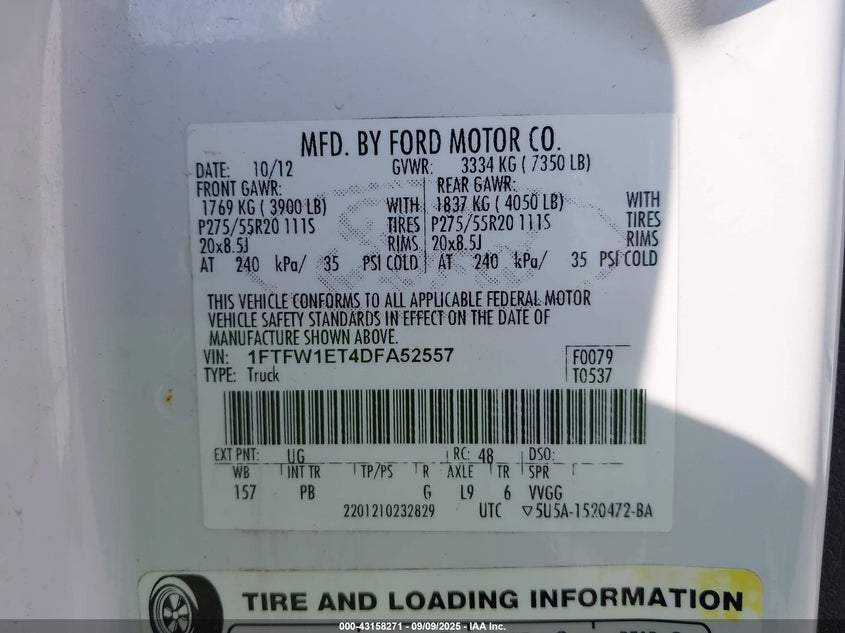 MFD. BY FORD MOTOR CO.
DATE: 10/12 GVWR: 3334 KG ( 7350 LB)
FRONT GAWR: REAR GAWR:
1769 KG ( 3900 LB) WITH 1837 KG ( 4050 LB) WITH
P275/55R20 111S TIRES P275/55R20 111S TIRES
20x8.5J RIMS 20x8.5J RIMS
AT 240 kPa/ 35 PSI COLD AT 240 kPa/ 35 PSI COLD
THIS VEHICLE CONFORMS TO ALL APPLICABLE FEDERAL MOTOR
VEHICLE SAFETY STANDARDS IN EFFECT ON THE DATE OF
MANUFACTURE SHOWN ABOVE.
VIN: 1FTFW1ET4DFA52557 F0079
TYPE: Truck T0537
EXT PNT: UG RC: 48 DSO:
WB INT TR TP/PS R AXLE TR SPR
157 PB G L9 6 VVGG
2201210232829 UTC ▽5U5A-1520472-BA
TIRE AND LOADING INFORMATION
000-43158271 - 09/09/2025 - IAA Inc.